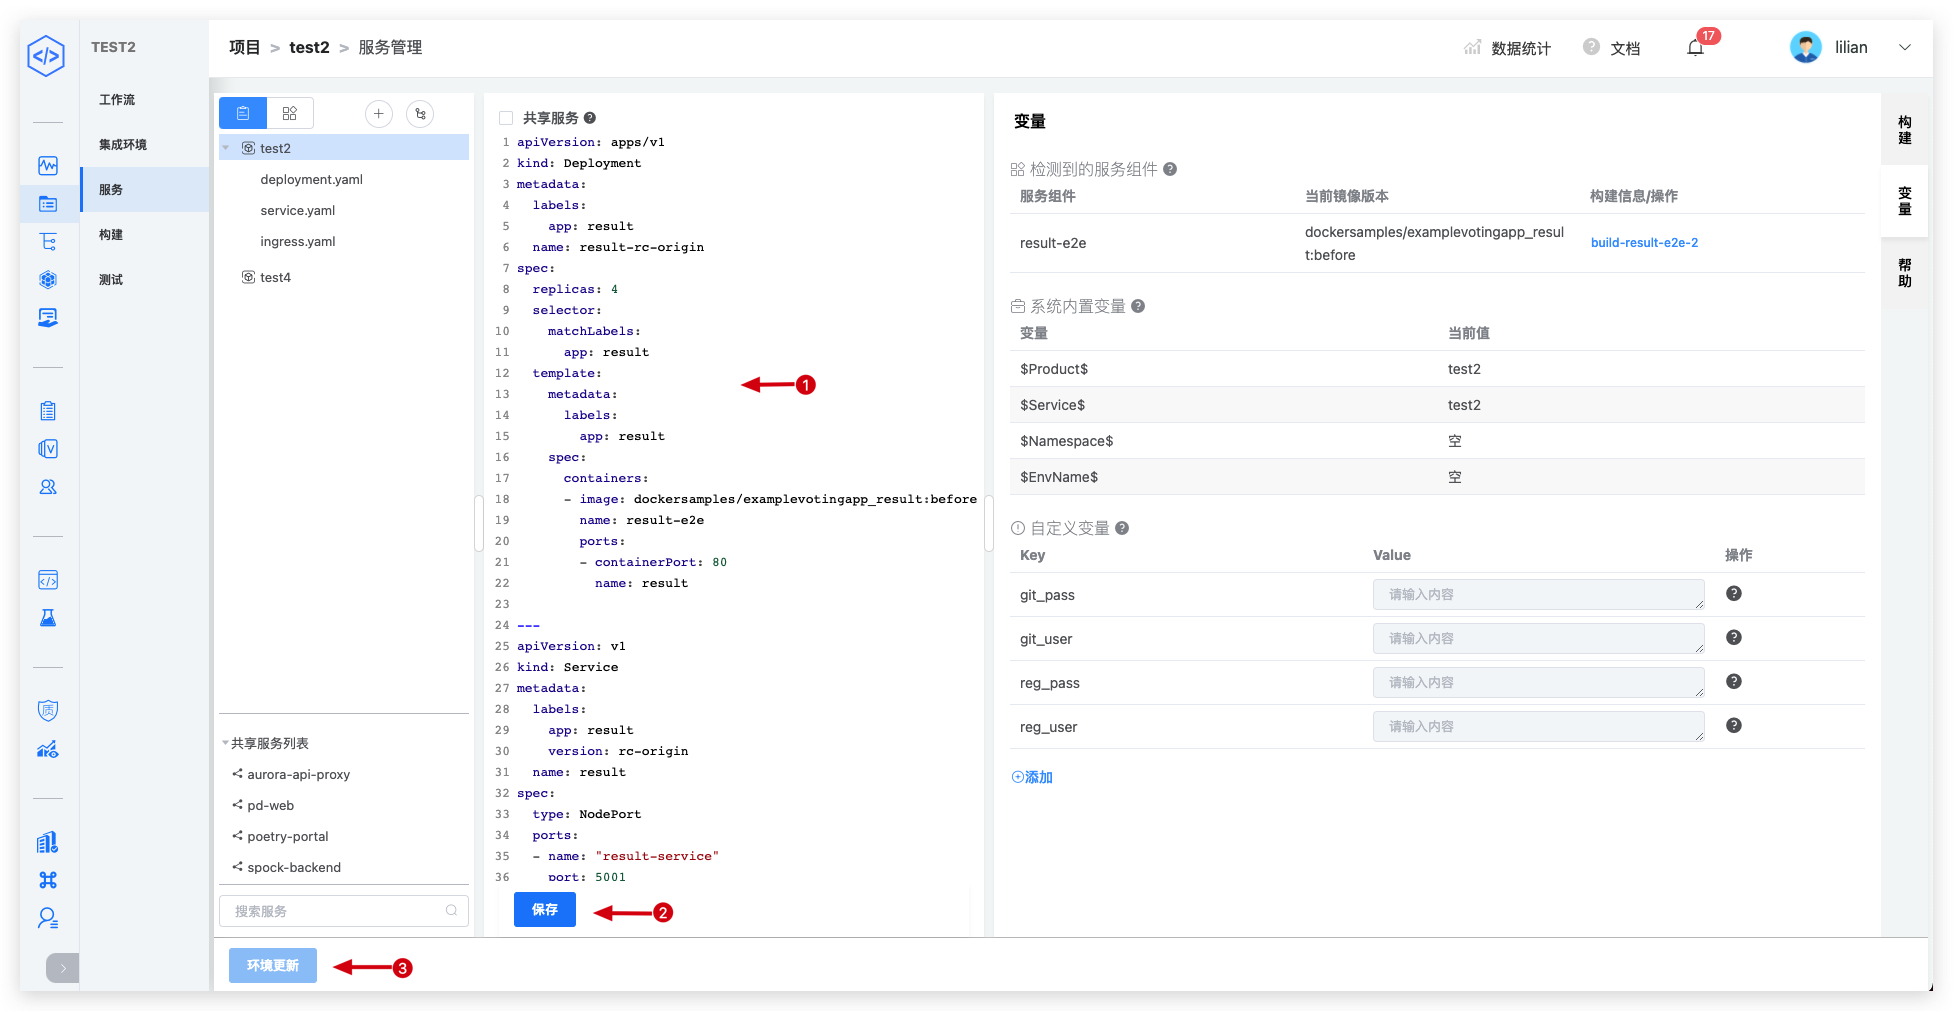 TEST2
项目 > test2 > 服务管理
数据统计
文档
17
lilian
工作流
集成环境
服务
构建
测试
test2
deployment.yaml
service.yaml
ingress.yaml
test4
共享服务列表
aurora-api-proxy
pd-web
poetry-portal
spock-backend
搜索服务
共享服务
1 apiVersion: apps/v1
2 kind: Deployment
3 metadata:
4 labels:
5 app: result
6 name: result-rc-origin
7 spec:
8 replicas: 4
9 selector:
10 matchLabels:
11 app: result
12 template:
13 metadata:
14 labels:
15 app: result
16 spec:
17 containers:
18 - image: dockersamples/examplevotingapp_result:before
19 name: result-e2e
20 ports:
21 - containerPort: 80
22 name: result
23
24 ---
25 apiVersion: v1
26 kind: Service
27 metadata:
28 labels:
29 app: result
30 version: rc-origin
31 name: result
32 spec:
33 type: NodePort
34 ports:
35 - name: "result-service"
36 port: 5001
1
保存
2
环境更新
3
变量
检测到的服务组件
服务组件 当前镜像版本 构建信息/操作
result-e2e dockersamples/examplevotingapp_resul
t:before build-result-e2e-2
系统内置变量
变量 当前值
$Product$ test2
$Service$ test2
$Namespace$ 空
$EnvName$ 空
自定义变量
Key Value 操作
git_pass 请输入内容
git_user 请输入内容
reg_pass 请输入内容
reg_user 请输入内容
添加
构建
变量
帮助